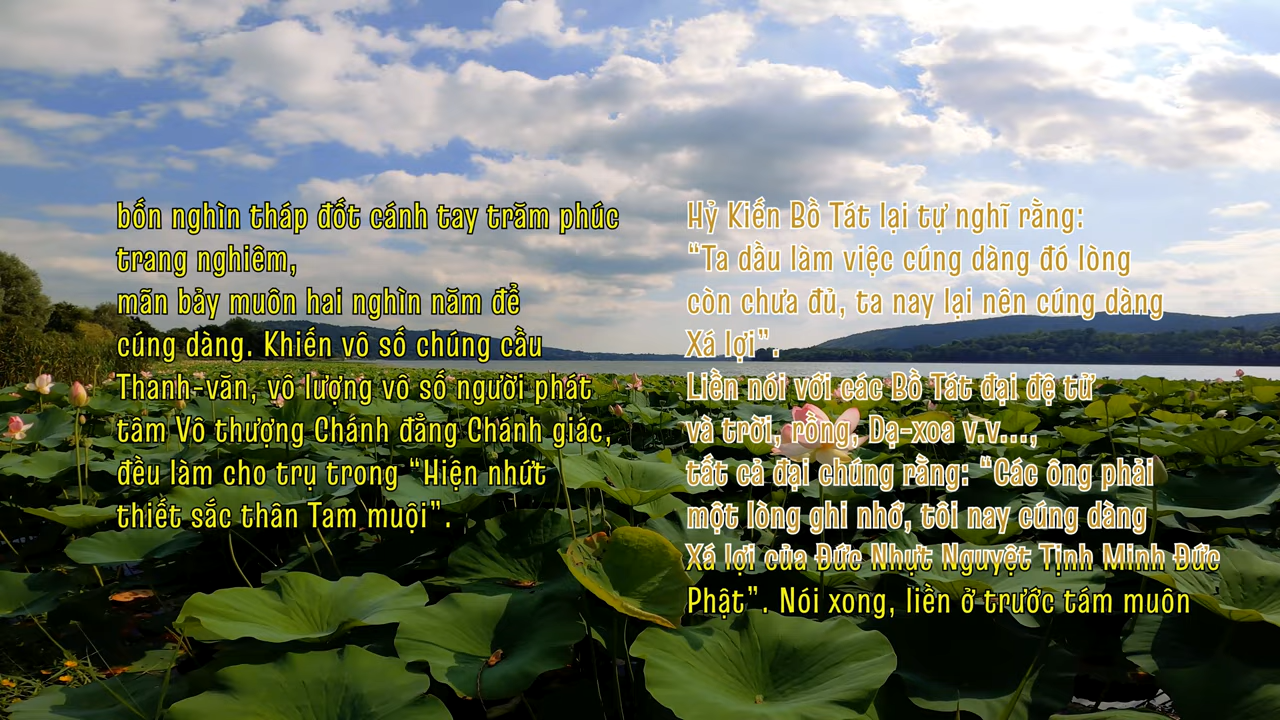 bốn nghìn tháp đốt cánh tay trăm phúc
trang nghiêm,
mãn bảy muôn hai nghìn năm để
cúng dàng. Khiến vô số chúng cầu
Thanh-văn, vô lượng vô số người phát
tâm Vô thượng Chánh đẳng Chánh giác,
đều làm cho trụ trong “Hiện nhứt
thiết sắc thân Tam muội”.
Hỷ Kiến Bồ Tát lại tự nghĩ rằng:
“Ta dầu làm việc cúng dàng đó lòng
còn chưa đủ, ta nay lại nên cúng dàng
Xá lợi”.
Liền nói với các Bồ Tát đại đệ tử
và trời, rồng, Dạ-xoa v.v...,
tất cả đại chúng rằng: “Các ông phải
một lòng ghi nhớ, tôi nay cúng dàng
Xá lợi của Đức Nhựt Nguyệt Tịnh Minh Đức
Phật”. Nói xong, liền ở trước tám muôn